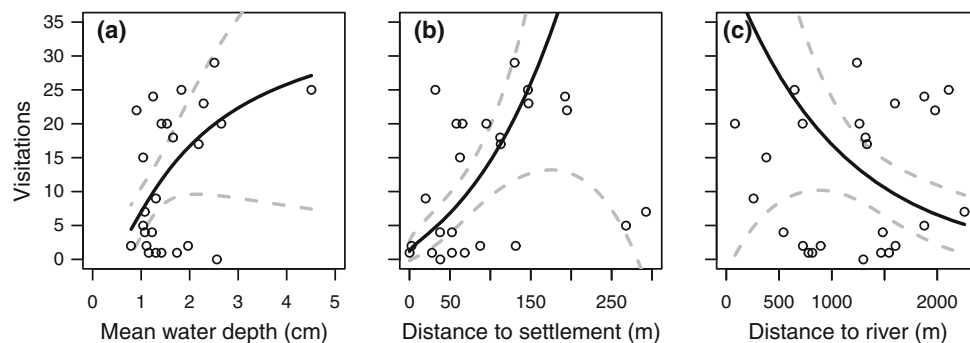 (a) (b) (c)
Visitations
35
30
25
20
15
10
5
0
0 1 2 3 4 5
0 50 150 250
0 500 1000 2000
Mean water depth (cm) Distance to settlement (m) Distance to river (m)